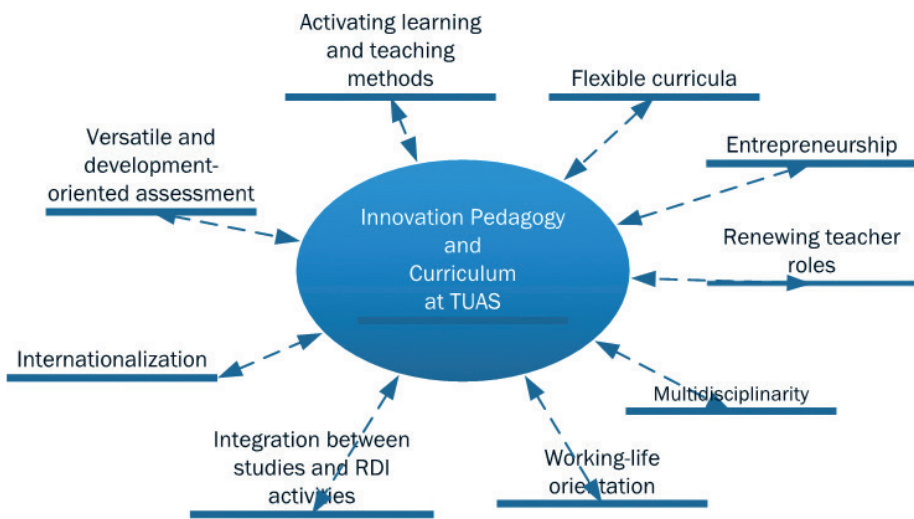 Activating learning
and teaching
methods
Flexible curricula
Versatile and
development-
oriented assessment
Entrepreneurship
Innovation Pedagogy
and
Curriculum
at TUAS
Renewing teacher
roles
Internationalization
Multidisciplinarity
Integration between
studies and RDI
activities
Working-life
orientation